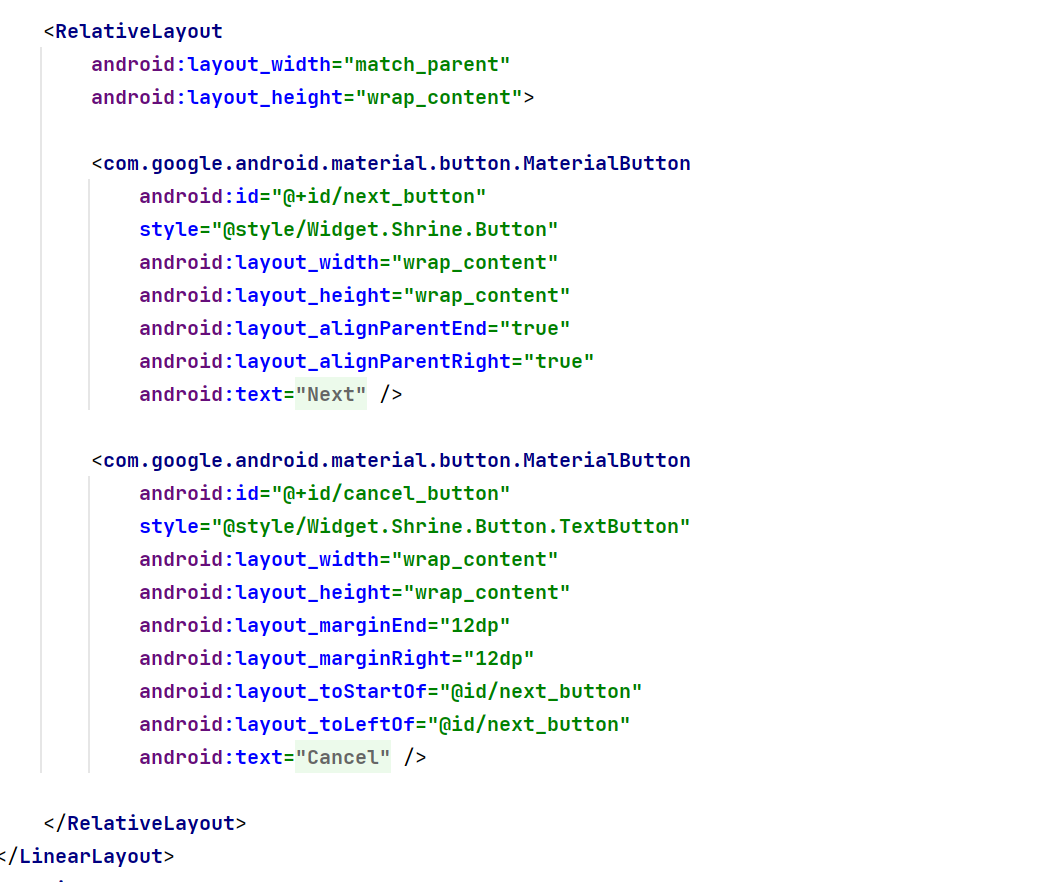 <RelativeLayout
android:layout_width="match_parent"
android:layout_height="wrap_content">
<com.google.android.material.button.MaterialButton
android:id="@+id/next_button"
style="@style/Widget.Shrine.Button"
android:layout_width="wrap_content"
android:layout_height="wrap_content"
android:layout_alignParentEnd="true"
android:layout_alignParentRight="true"
android:text="Next" />
<com.google.android.material.button.MaterialButton
android:id="@+id/cancel_button"
style="@style/Widget.Shrine.Button.TextButton"
android:layout_width="wrap_content"
android:layout_height="wrap_content"
android:layout_marginEnd="12dp"
android:layout_marginRight="12dp"
android:layout_toStartOf="@id/next_button"
android:layout_toLeftOf="@id/next_button"
android:text="Cancel" />
</RelativeLayout>
</LinearLayout>